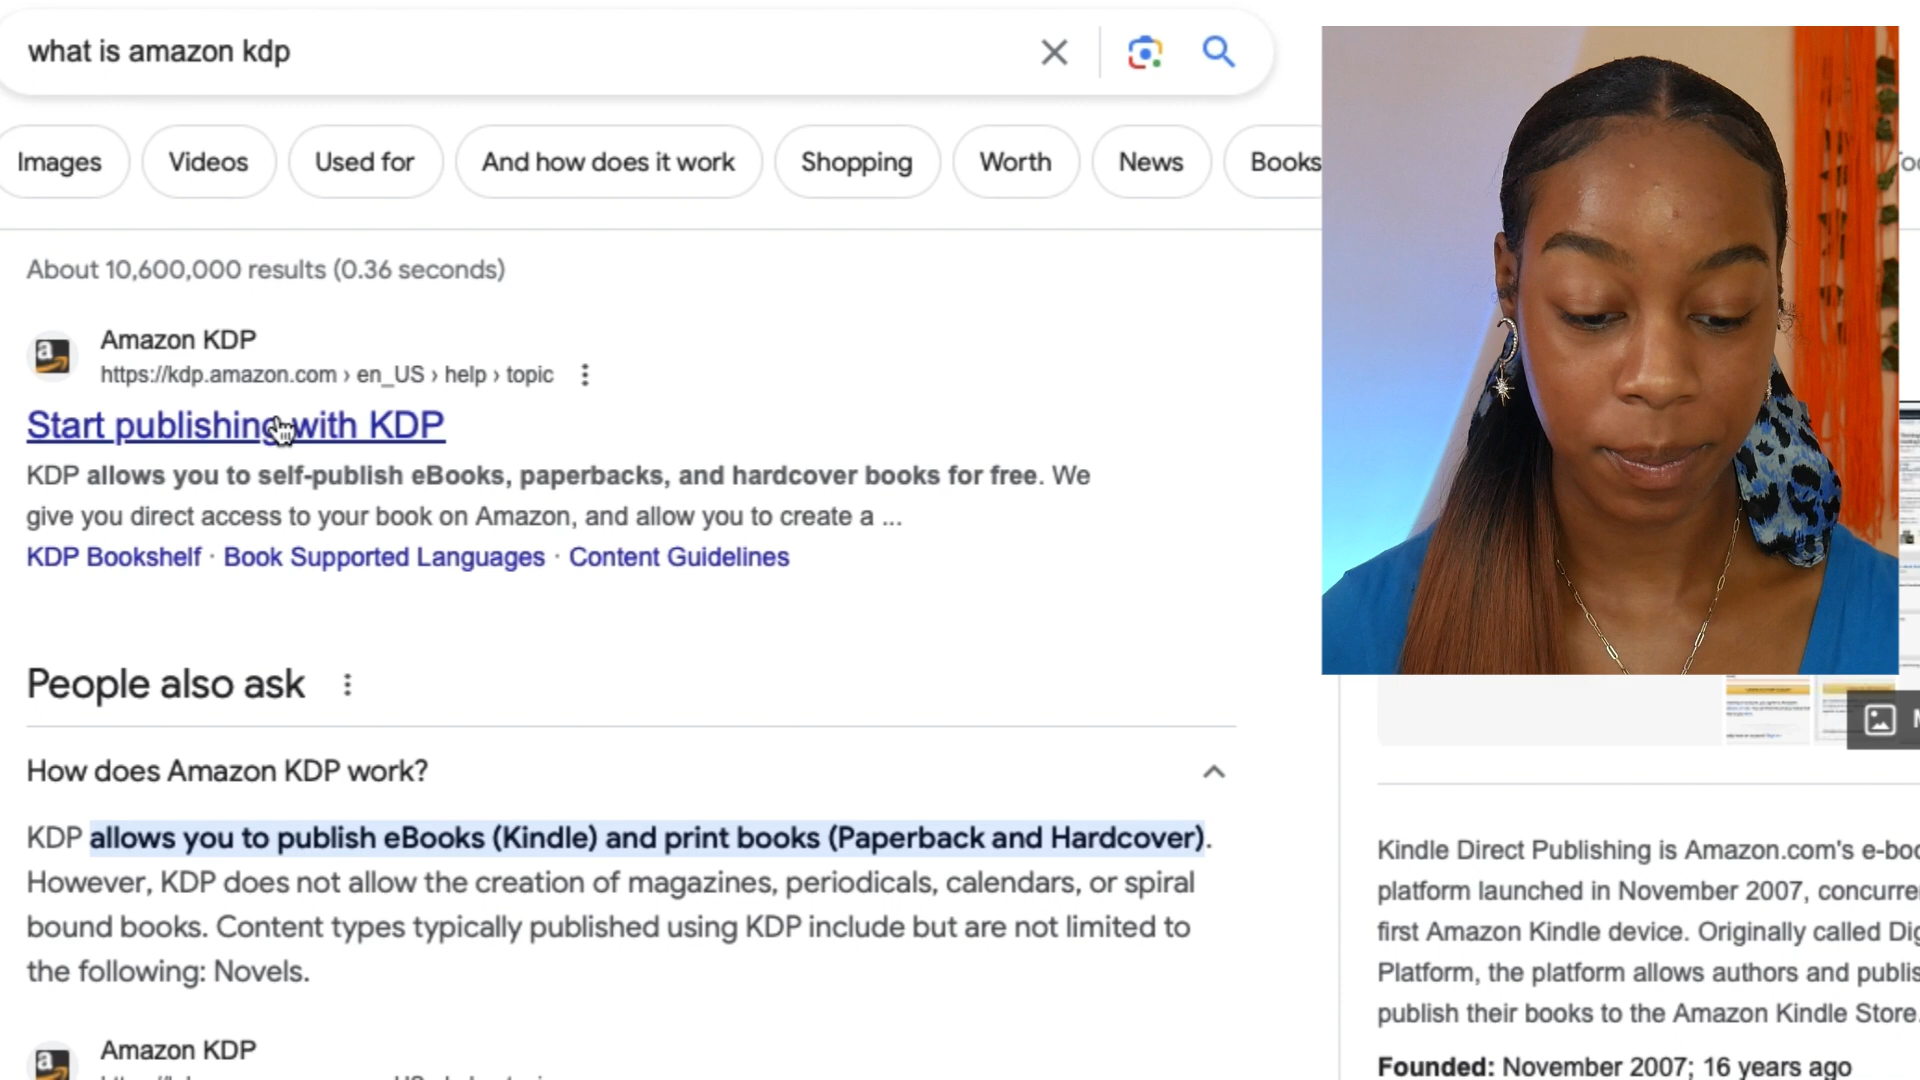 what is amazon kdp
Images
Videos
Used for
And how does it work
Shopping
Worth
News
Books
About 10,600,000 results (0.36 seconds)
Amazon KDP
https://kdp.amazon.com › en_US › help › topic
Start publishing with KDP
KDP allows you to self-publish eBooks, paperbacks, and hardcover books for free. We
give you direct access to your book on Amazon, and allow you to create a ...
KDP Bookshelf · Book Supported Languages · Content Guidelines
People also ask
How does Amazon KDP work?
KDP allows you to publish eBooks (Kindle) and print books (Paperback and Hardcover).
However, KDP does not allow the creation of magazines, periodicals, calendars, or spiral
bound books. Content types typically published using KDP include but are not limited to
the following: Novels.
Amazon KDP
Kindle Direct Publishing is Amazon.com's
platform launched in November 2007,
first Amazon Kindle device. Originally called
Platform, the platform allows authors and
publish their books to the Amazon Kindle Store.
Founded: November 2007; 16 years ago